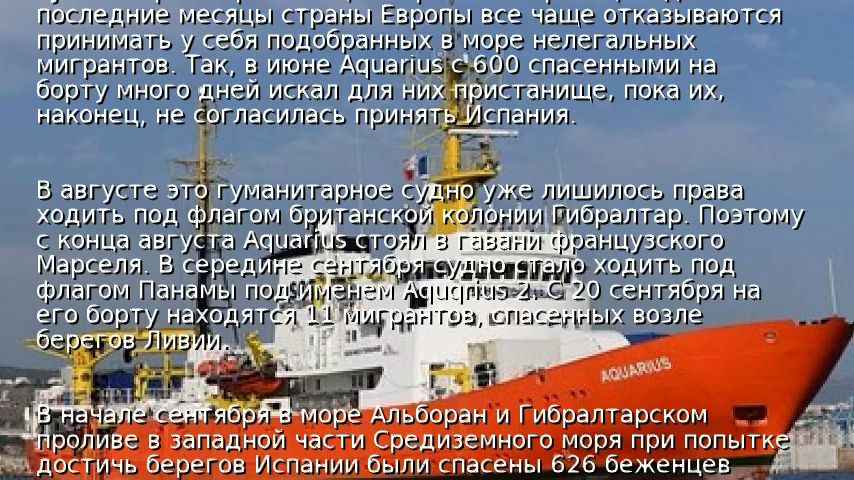 последние месяцы страны Европы все чаще отказываются
принимать у себя подобранных в море нелегальных
мигрантов. Так, в июне Aquarius с 600 спасенными на
борту много дней искал для них пристанище, пока их,
наконец, не согласилась принять Испания.
В августе это гуманитарное судно уже лишилось права
ходить под флагом британской колонии Гибралтар. Поэтому
с конца августа Aquarius стоял в гавани французского
Марселя. В середине сентября судно стало ходить под
флагом Панамы под именем Aquqrius 2. С 20 сентября на
его борту находятся 11 мигрантов, спасенных возле
берегов Ливии.
AQUARIUS
В начале сентября в море Альборан и Гибралтарском
проливе в западной части Средиземного моря при попытке
достичь берегов Испании были спасены 626 беженцев